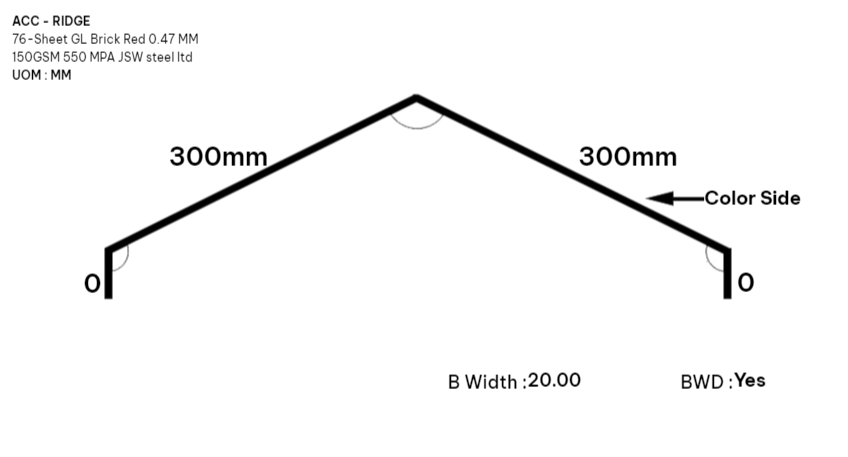 ACC - RIDGE
76-Sheet GL Brick Red 0.47 MM
150GSM 550 MPA JSW steel ltd
UOM : MM
300mm 300mm
Color Side
0 0
B Width :20.00 BWD :Yes